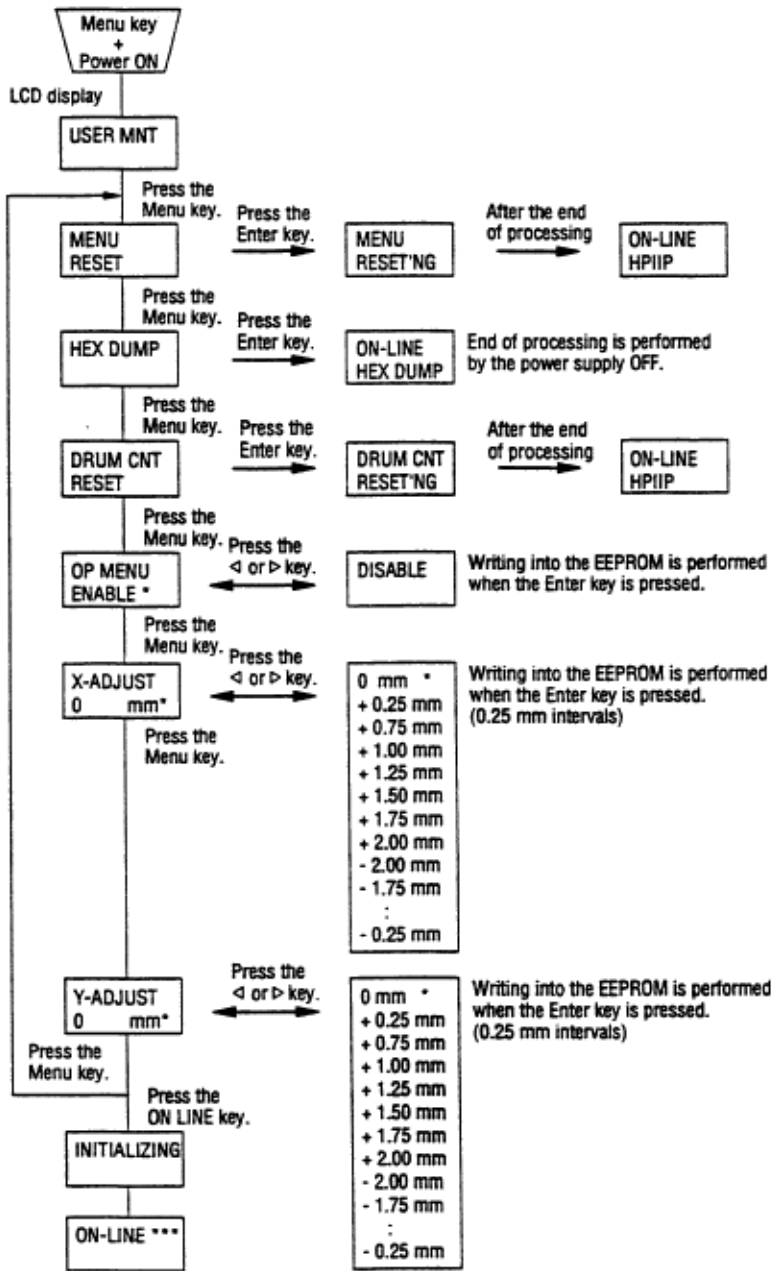 Menu key
+
Power ON
LCD display
USER MNT
Press the
Menu key.
MENU
RESET
Press the
Enter key.
MENU
RESET'NG
After the end
of processing
ON-LINE
HPIIP
Press the
Menu key.
HEX DUMP
Press the
Enter key.
ON-LINE
HEX DUMP
End of processing is performed
by the power supply OFF.
Press the
Menu key.
DRUM CNT
RESET
Press the
Enter key.
DRUM CNT
RESET'NG
After the end
of processing
ON-LINE
HPIIP
Press the
Menu key.
OP MENU
ENABLE *
Press the
◁ or ▷ key.
DISABLE
Writing into the EEPROM is performed
when the Enter key is pressed.
Press the
Menu key.
X-ADJUST
0 mm*
Press the
◁ or ▷ key.
0 mm *
+ 0.25 mm
+ 0.75 mm
+ 1.00 mm
+ 1.25 mm
+ 1.50 mm
+ 1.75 mm
+ 2.00 mm
- 2.00 mm
- 1.75 mm
:
- 0.25 mm
Writing into the EEPROM is performed
when the Enter key is pressed.
(0.25 mm intervals)
Press the
Menu key.
Y-ADJUST
0 mm*
Press the
◁ or ▷ key.
0 mm *
+ 0.25 mm
+ 0.75 mm
+ 1.00 mm
+ 1.25 mm
+ 1.50 mm
+ 1.75 mm
+ 2.00 mm
- 2.00 mm
- 1.75 mm
:
- 0.25 mm
Writing into the EEPROM is performed
when the Enter key is pressed.
(0.25 mm intervals)
Press the
Menu key.
Press the
ON LINE key.
INITIALIZING
ON-LINE ***